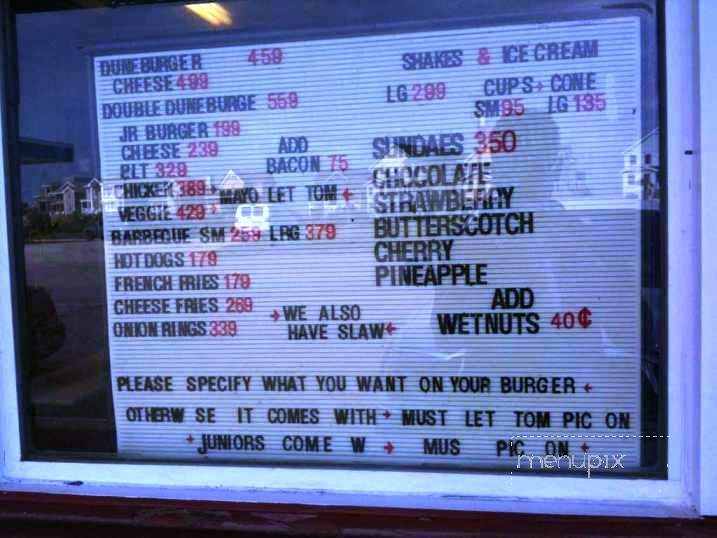 DUNEBURGER 459
CHEESE 499
DOUBLE DUNEBURGE 559
JR BURGER 199
CHEESE 239
BLT 329
CHICKEN 389 + MAYO LET TOM +
VEGGIE 429 +
BARBEQUE SM 259 LRG 379
HOTDOGS 179
FRENCH FRIES 179
CHEESE FRIES 269
ONION RINGS 339
ADD
BACON 75
+ WE ALSO
HAVE SLAW +
SHAKES & ICE CREAM
LG 299
CUPS + CONE
SM 95 LG 135
SUNDAES 350
CHOCOLATE
STRAWBERRY
BUTTERSCOTCH
CHERRY
PINEAPPLE
ADD
WETNUTS 40¢
PLEASE SPECIFY WHAT YOU WANT ON YOUR BURGER +
OTHERW SE IT COMES WITH + MUST LET TOM PIC ON
+ JUNIORS COME W + MUS PIC ON +
menupix